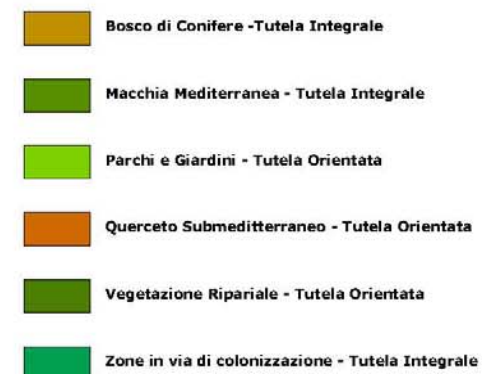 Bosco di Conifere -Tutela Integrale
Macchia Mediterranea - Tutela Integrale
Parchi e Giardini - Tutela Orientata
Querceto Submeditterraneo - Tutela Orientata
Vegetazione Ripariale - Tutela Orientata
Zone in via di colonizzazione - Tutela Integrale